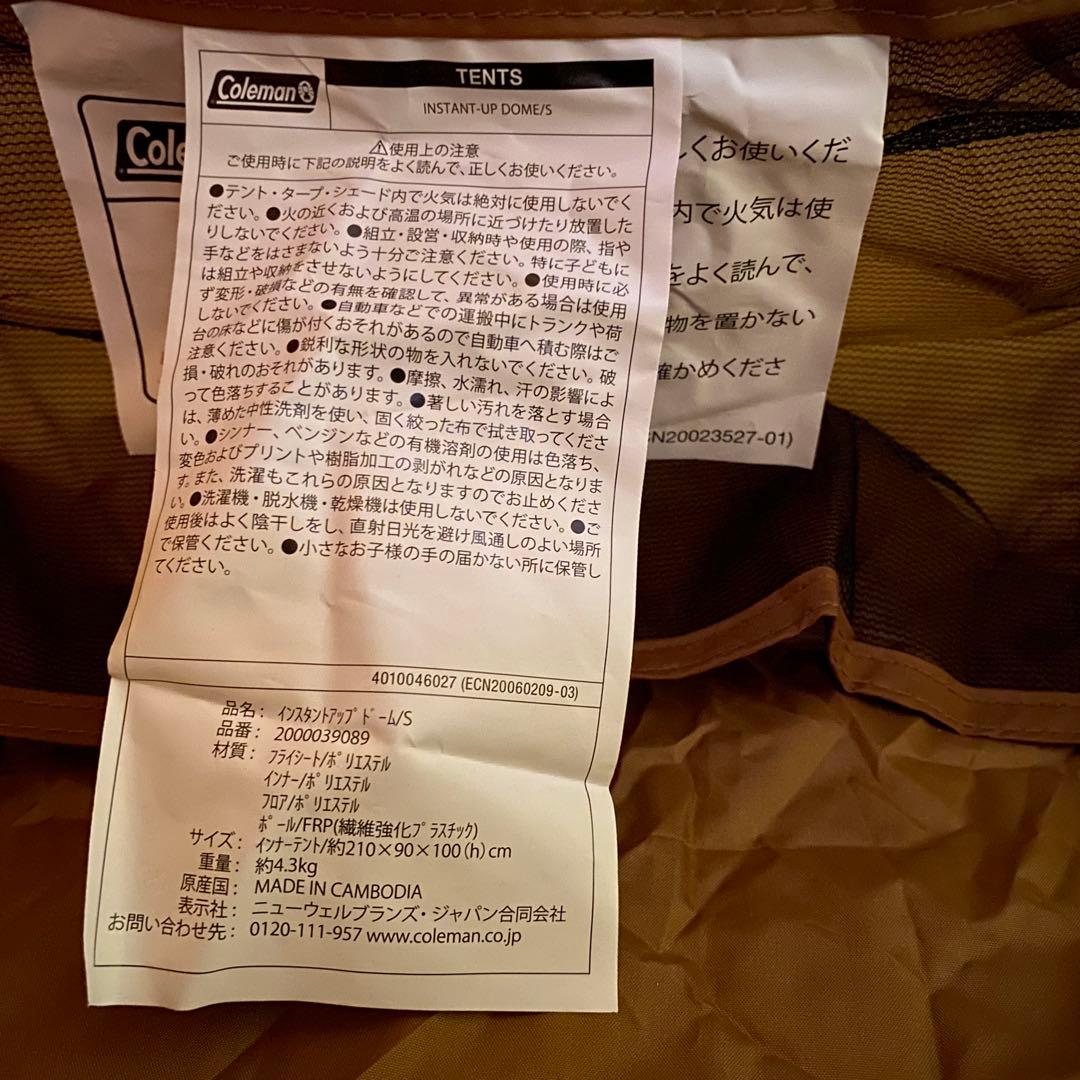 Coleman
TENTS
INSTANT-UP DOME/S
⚠使用上の注意
ご使用時に下記の説明をよく読んで、正しくお使いください。
●テント・タープ・シェード内で火気は絶対に使用しないでく
ださい。●火の近くおよび高温の場所に近づけたり放置した
りしないでください。●組立・設営・収納時や使用の際、指や
手などをはさまないよう十分ご注意ください。特に子どもに
は組立や収納をさせないようにしてください。●使用時に必
ず変形・破損などの有無を確認して、異常がある場合は使用
しないでください。●自動車などでの運搬中にトランクや荷
台の床などに傷が付くおそれがあるので自動車へ積む際はご
注意ください。●鋭利な形状の物を入れないでください。破
損・破れのおそれがあります。●摩擦、水濡れ、汗の影響によ
って色落ちすることがあります。●著しい汚れを落とす場合
は、薄めた中性洗剤を使い、固く絞った布で拭き取ってくださ
い。●シンナー、ベンジンなどの有機溶剤の使用は色落ち、
変色およびプリントや樹脂加工の剥がれなどの原因となりま
す。また、洗濯もこれらの原因となりますのでお止めくださ
い。●洗濯機・脱水機・乾燥機は使用しないでください。●ご
使用後はよく陰干しをし、直射日光を避け風通しのよい場所
で保管ください。●小さなお子様の手の届かない所に保管し
てください。
4010046027 (ECN20060209-03)
品名: インスタントアップ ドーム/S
品番: 2000039089
材質: フライシート/ポリエステル
インナー/ポリエステル
フロア/ポリエステル
ポール/FRP(繊維強化プラスチック)
サイズ: インナーテント/約210×90×100(h)cm
重量: 約4.3kg
原産国: MADE IN CAMBODIA
表示社: ニューウェルブランズ・ジャパン合同会社
お問い合わせ先: 0120-111-957 www.coleman.co.jp
Cole
しくお使いくだ
内で火気は使
をよく読んで、
物を置かない
確かめくださ
CN20023527-01)